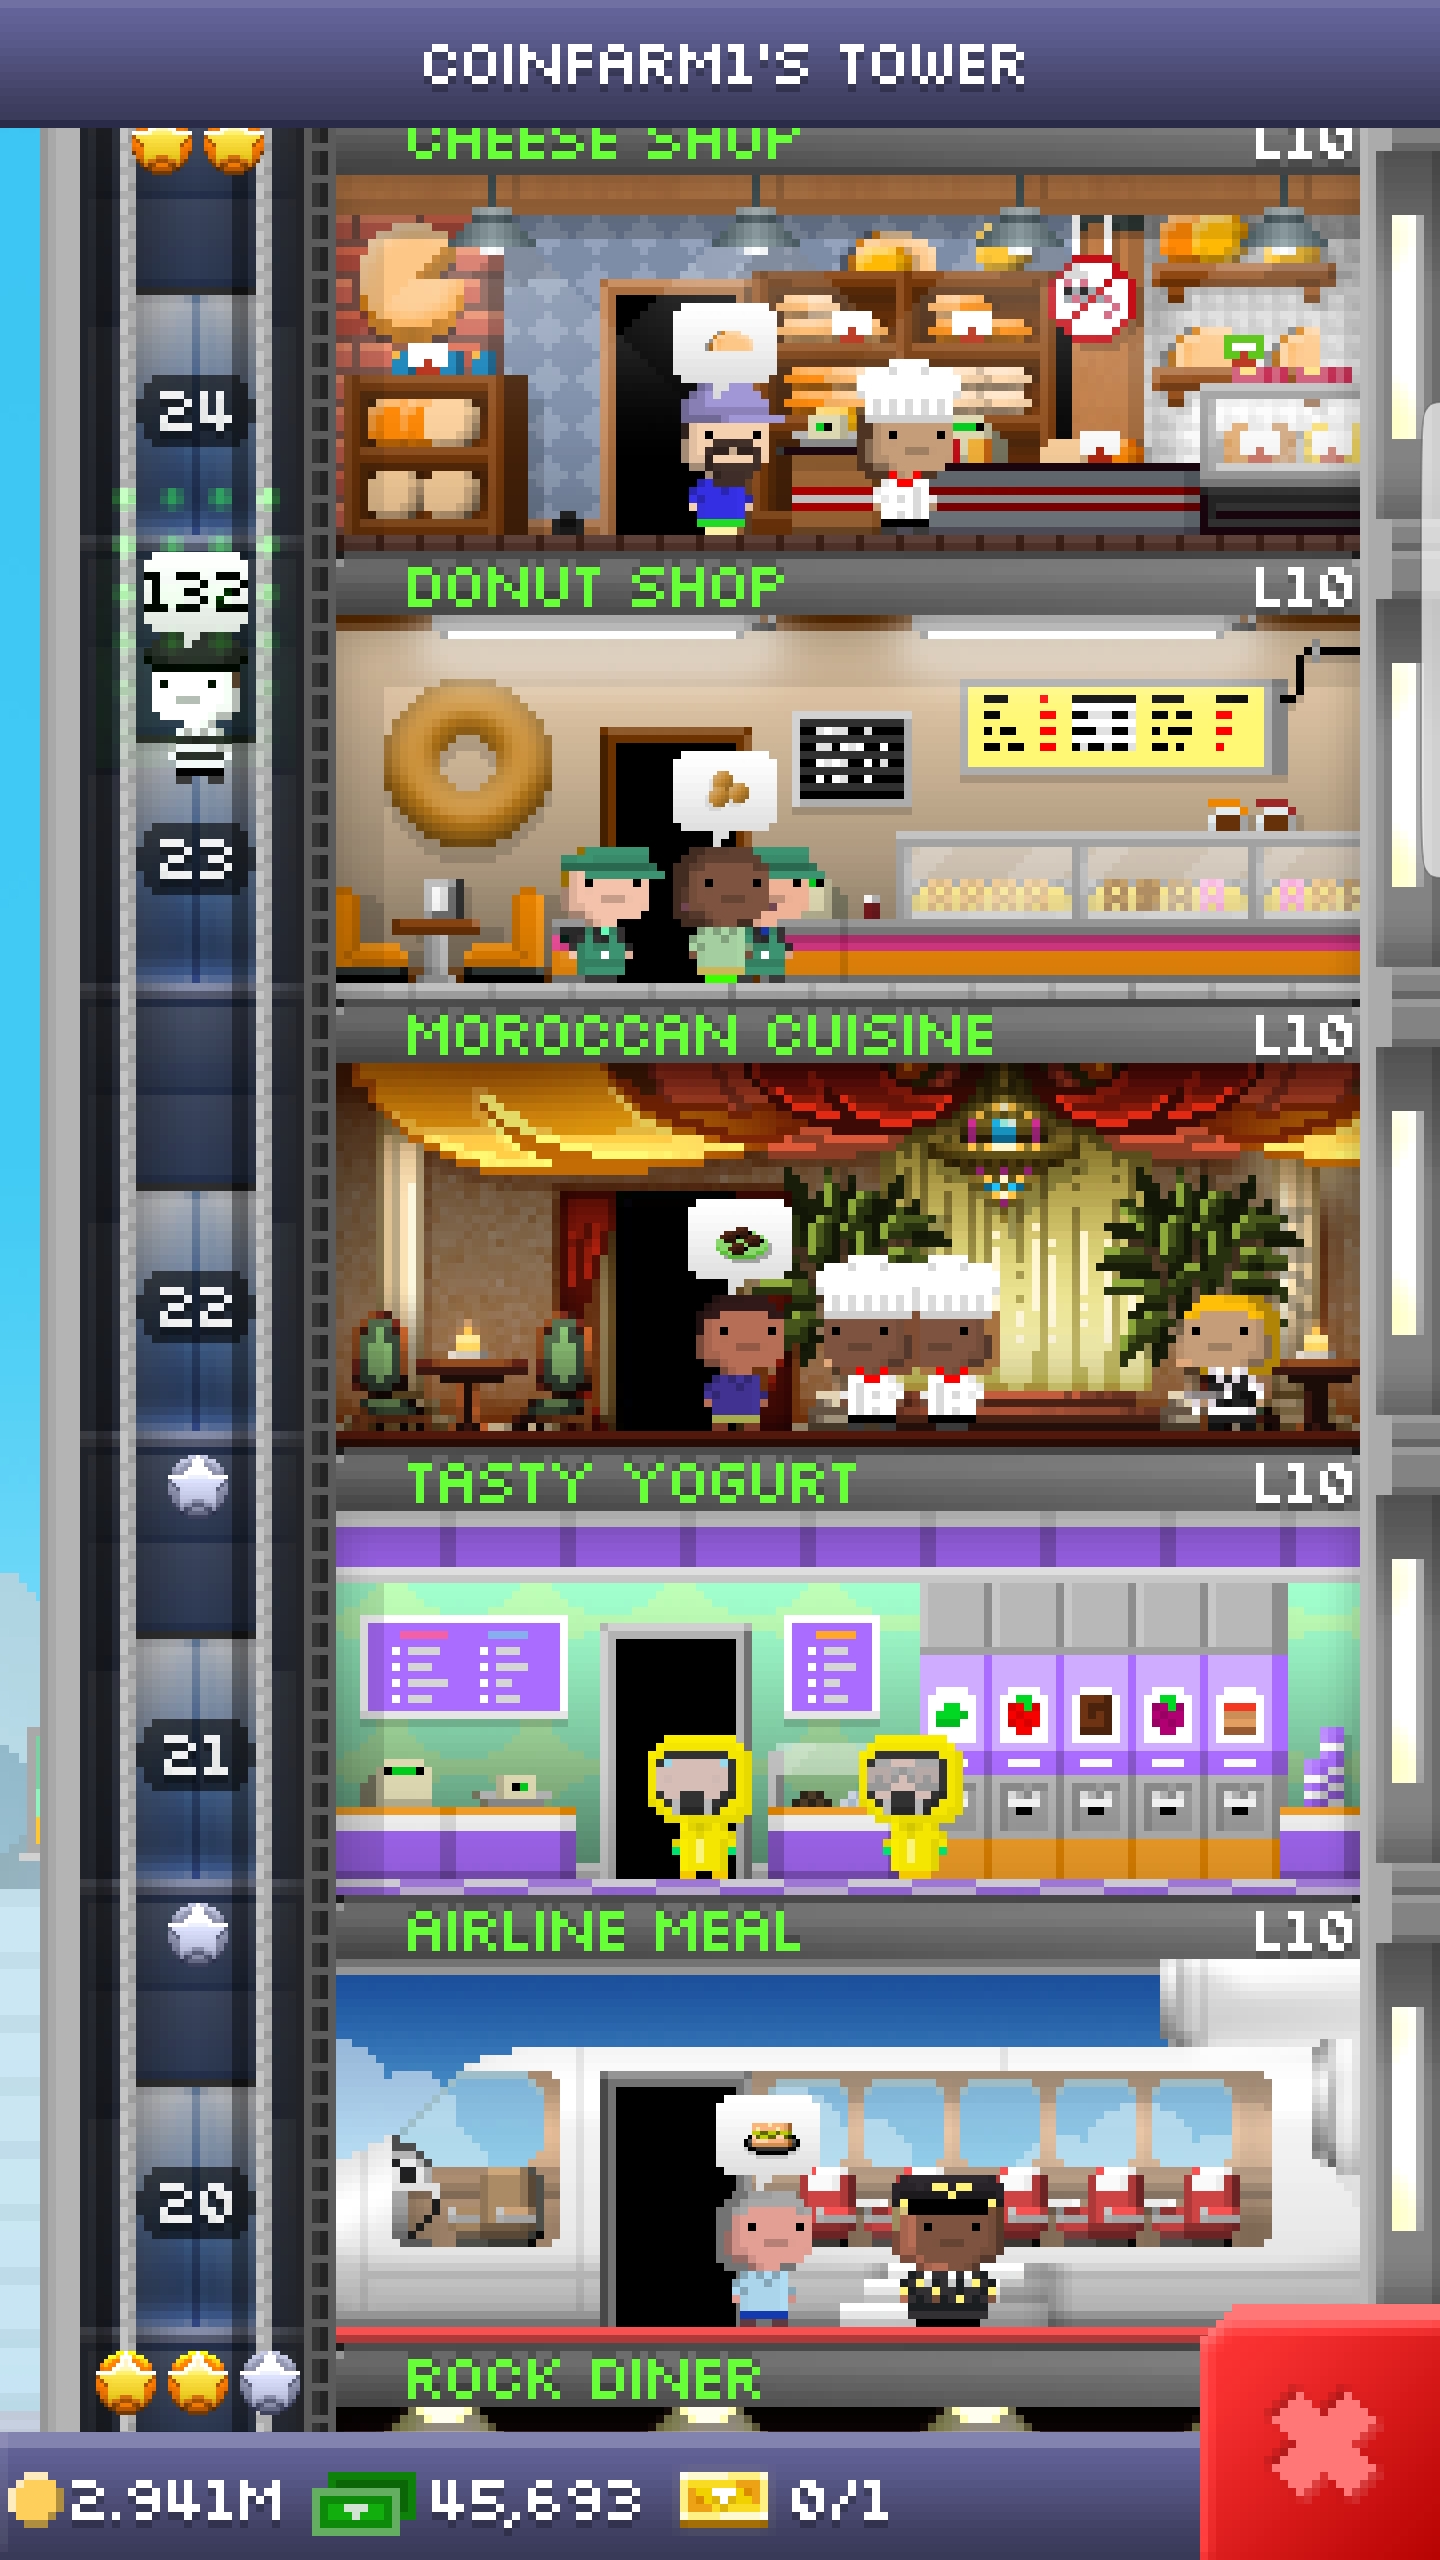 COINFARM1'S TOWER
CHEESE SHOP L10
24
132
DONUT SHOP L10
23
MOROCCAN CUISINE L10
22
TASTY YOGURT L10
21
AIRLINE MEAL L10
20
ROCK DINER
2.941M 45,693 0/1